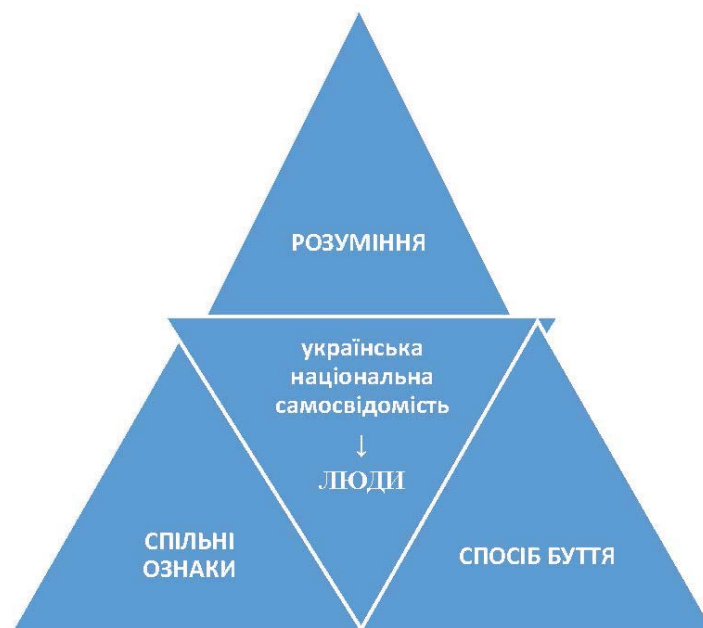 РОЗУМІННЯ
українська
національна
самосвідомість
↓
ЛЮДИ
СПІЛЬНІ
ОЗНАКИ
СПОСІБ БУТТЯ